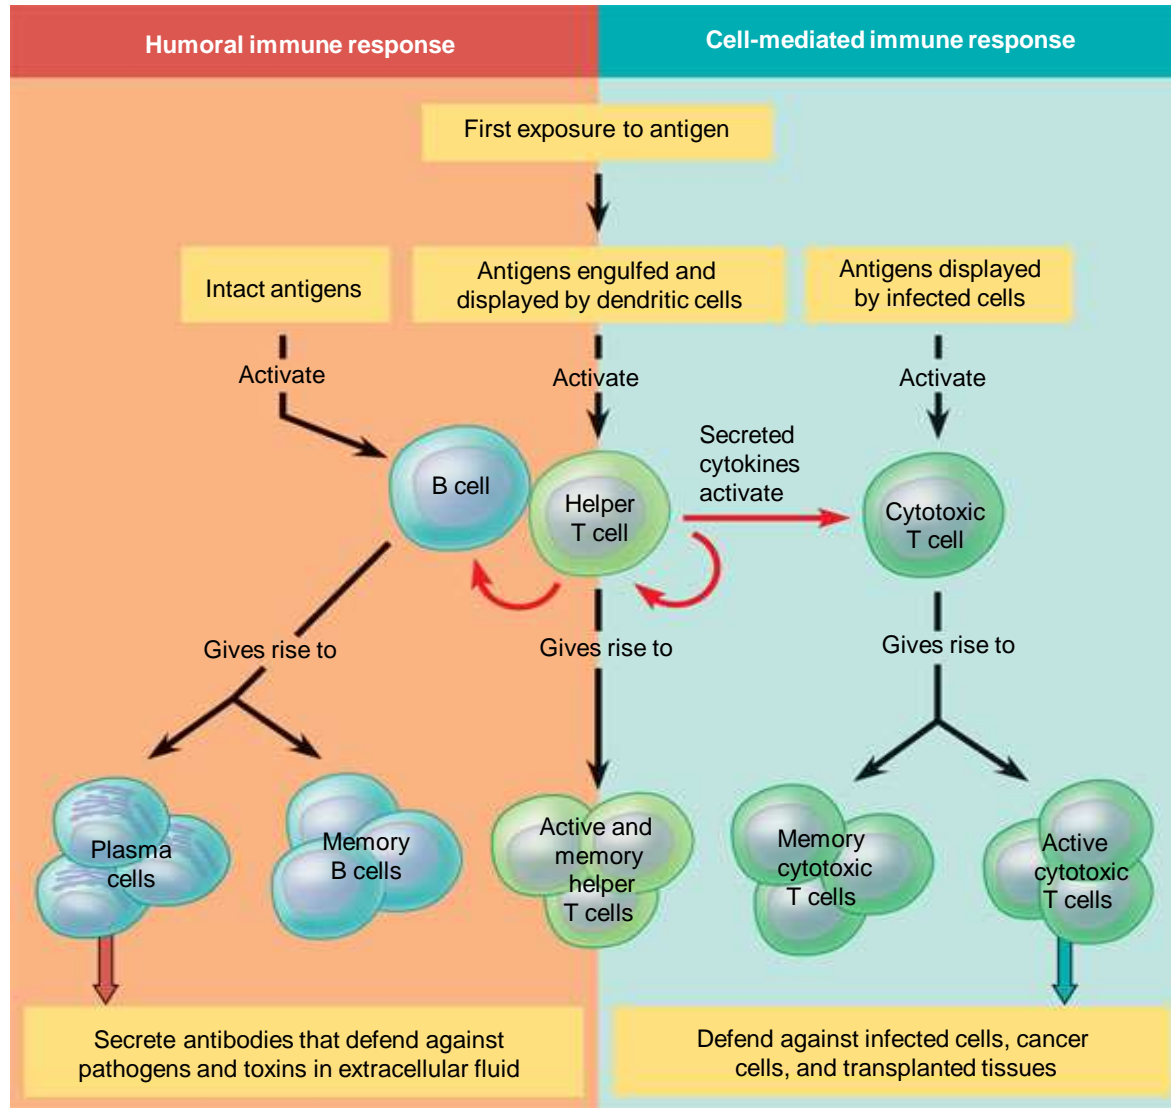 Humoral immune response
Cell-mediated immune response
First exposure to antigen
Intact antigens
Antigens engulfed and
displayed by dendritic cells
Antigens displayed
by infected cells
Activate
Activate
Activate
Secreted
cytokines
activate
B cell
Helper
T cell
Cytotoxic
T cell
Gives rise to
Gives rise to
Gives rise to
Plasma
cells
Memory
B cells
Active and
memory
helper
T cells
Memory
cytotoxic
T cells
Active
cytotoxic
T cells
Secrete antibodies that defend against
pathogens and toxins in extracellular fluid
Defend against infected cells, cancer
cells, and transplanted tissues